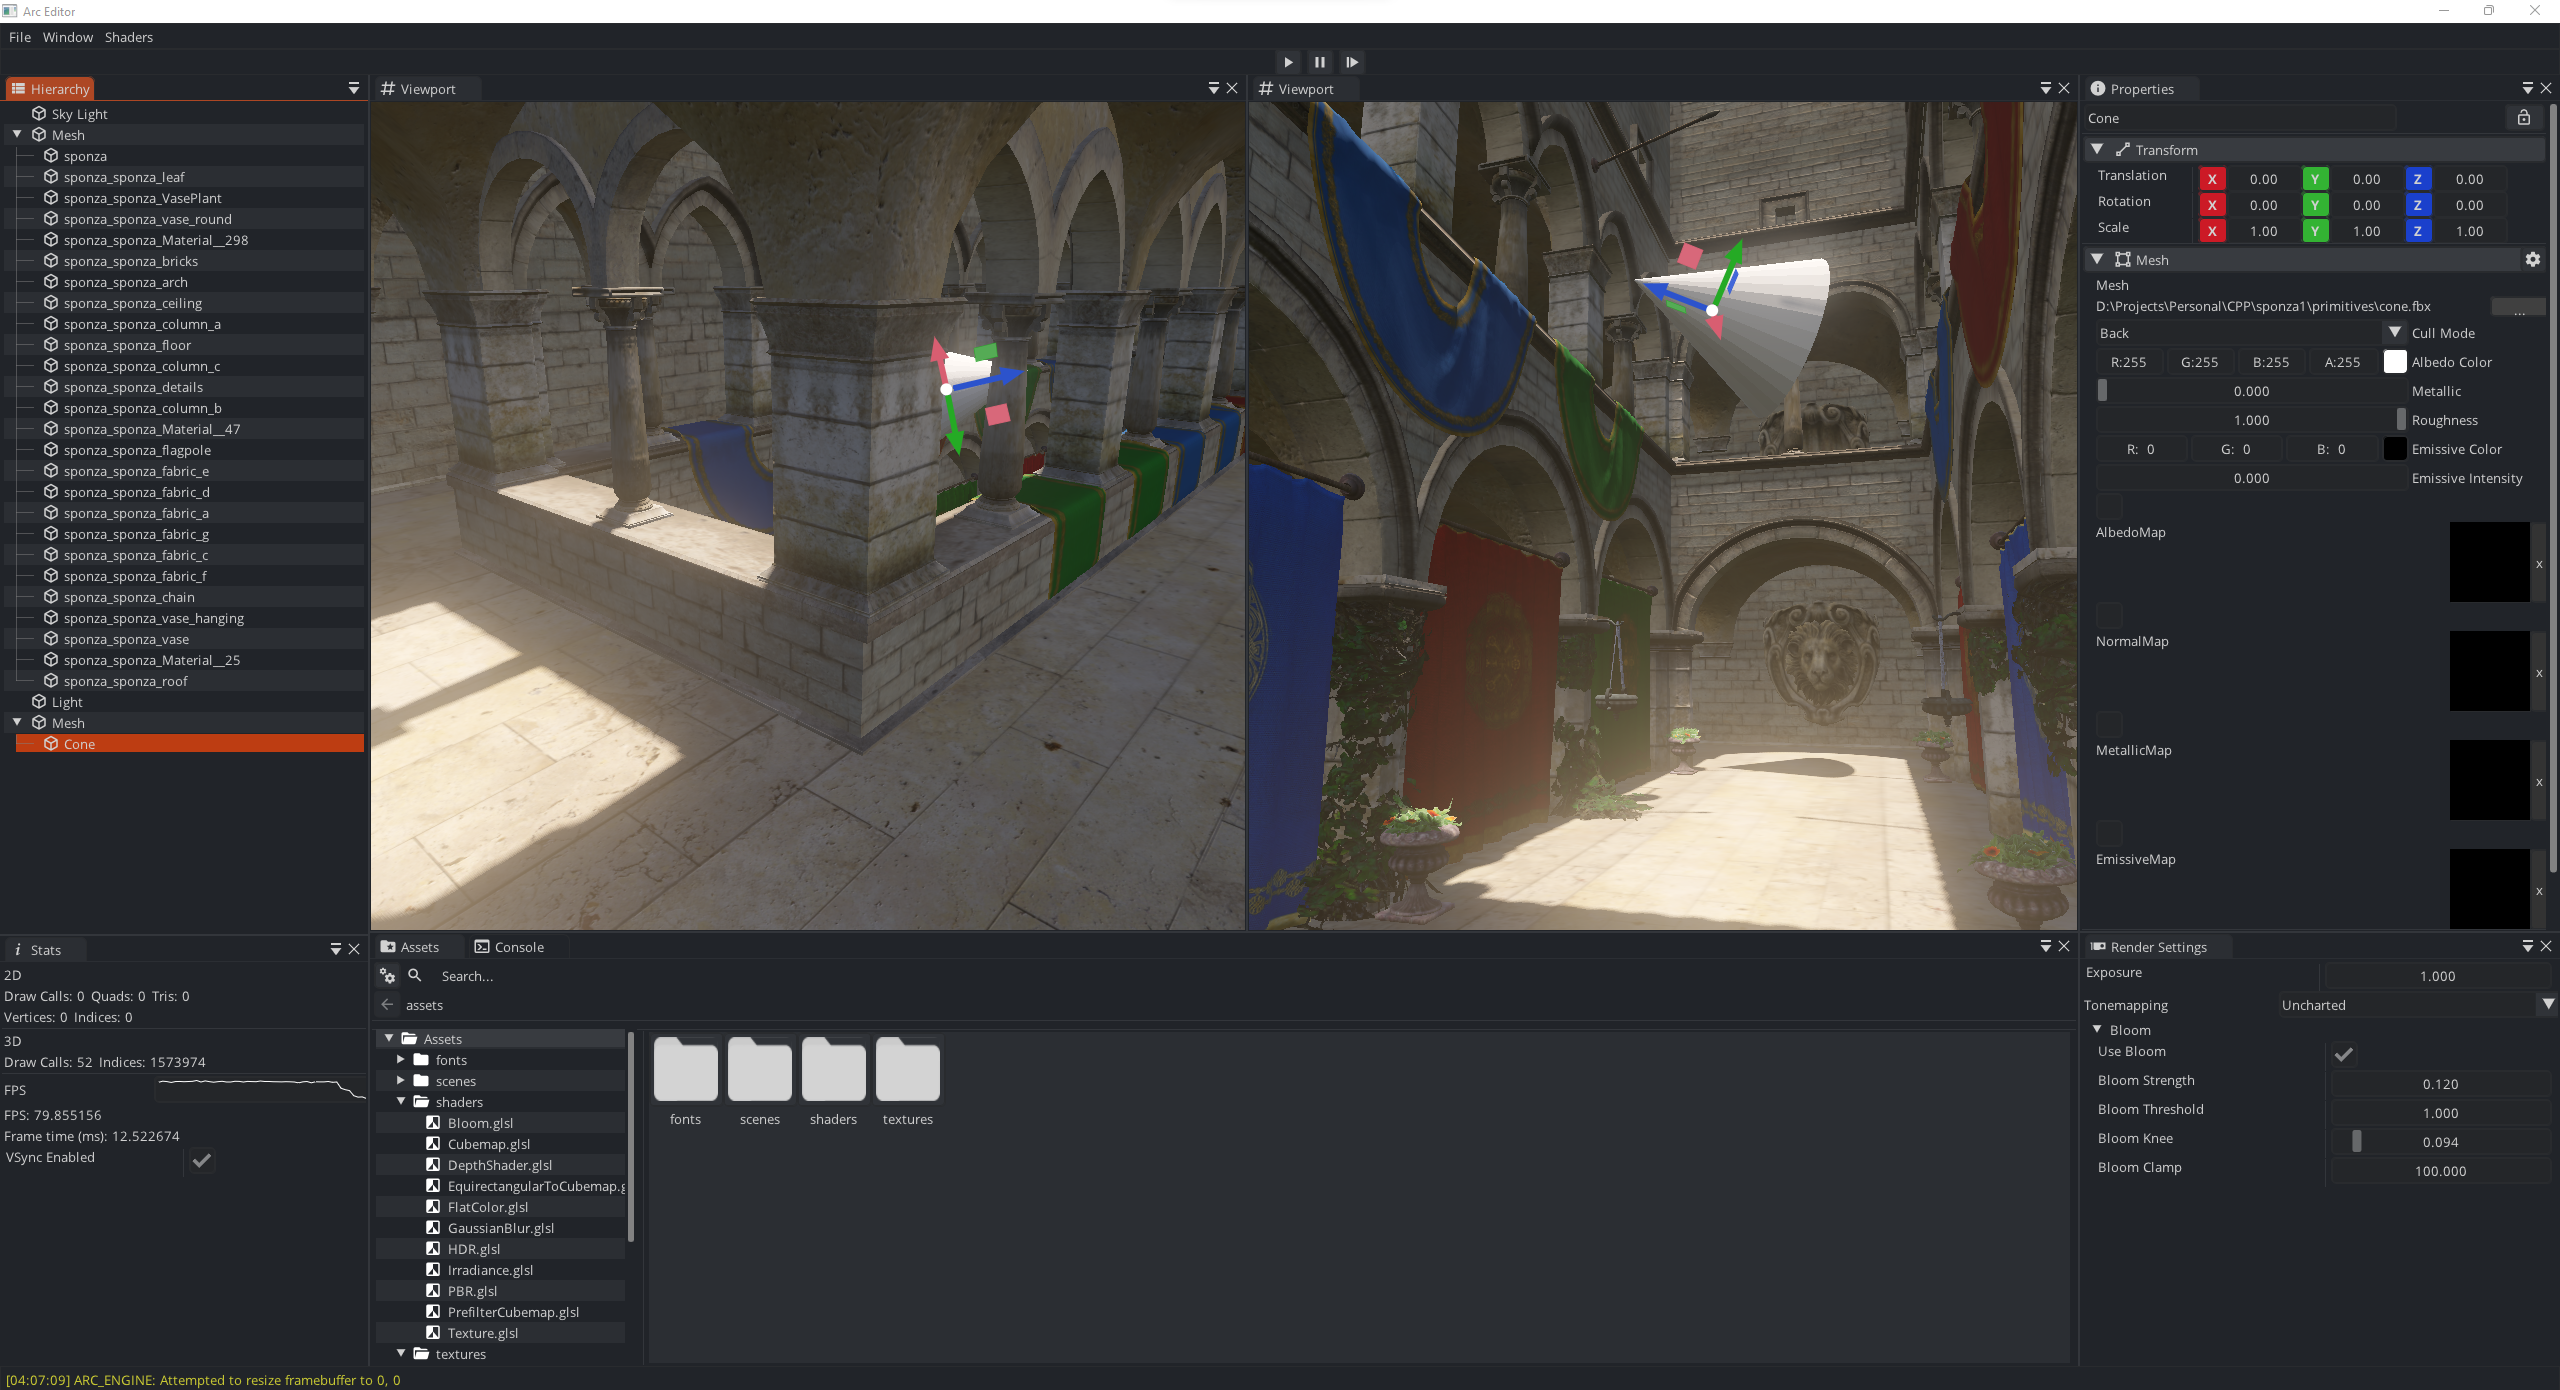 Arc Editor
File Window Shaders
Hierarchy
Sky Light
Mesh
sponza
sponza_sponza_leaf
sponza_sponza_VasePlant
sponza_sponza_vase_round
sponza_sponza_Material__298
sponza_sponza_bricks
sponza_sponza_arch
sponza_sponza_ceiling
sponza_sponza_column_a
sponza_sponza_floor
sponza_sponza_column_c
sponza_sponza_details
sponza_sponza_column_b
sponza_sponza_Material__47
sponza_sponza_flagpole
sponza_sponza_fabric_e
sponza_sponza_fabric_d
sponza_sponza_fabric_a
sponza_sponza_fabric_g
sponza_sponza_fabric_c
sponza_sponza_fabric_f
sponza_sponza_chain
sponza_sponza_vase_hanging
sponza_sponza_vase
sponza_sponza_Material__25
sponza_sponza_roof
Light
Mesh
Cone
Viewport
Viewport
Properties
Cone
Transform
Translation X 0.00 Y 0.00 Z 0.00
Rotation X 0.00 Y 0.00 Z 0.00
Scale X 1.00 Y 1.00 Z 1.00
Mesh
Mesh
D:\Projects\Personal\CPP\sponza1\primitives\cone.fbx ...
Back Cull Mode
R:255 G:255 B:255 A:255 Albedo Color
0.000 Metallic
1.000 Roughness
R: 0 G: 0 B: 0 Emissive Color
0.000 Emissive Intensity
AlbedoMap
x
NormalMap
x
MetallicMap
x
EmissiveMap
x
Stats
2D
Draw Calls: 0 Quads: 0 Tris: 0
Vertices: 0 Indices: 0
3D
Draw Calls: 52 Indices: 1573974
FPS
FPS: 79.855156
Frame time (ms): 12.522674
VSync Enabled
Assets Console
Search...
assets
Assets
fonts
scenes
shaders
Bloom.glsl
Cubemap.glsl
DepthShader.glsl
EquirectangularToCubemap.g
FlatColor.glsl
GaussianBlur.glsl
HDR.glsl
Irradiance.glsl
PBR.glsl
PrefilterCubemap.glsl
Texture.glsl
textures
fonts scenes shaders textures
Render Settings
Exposure 1.000
Tonemapping Uncharted
Bloom
Use Bloom
Bloom Strength 0.120
Bloom Threshold 1.000
Bloom Knee 0.094
Bloom Clamp 100.000
[04:07:09] ARC_ENGINE: Attempted to resize framebuffer to 0, 0